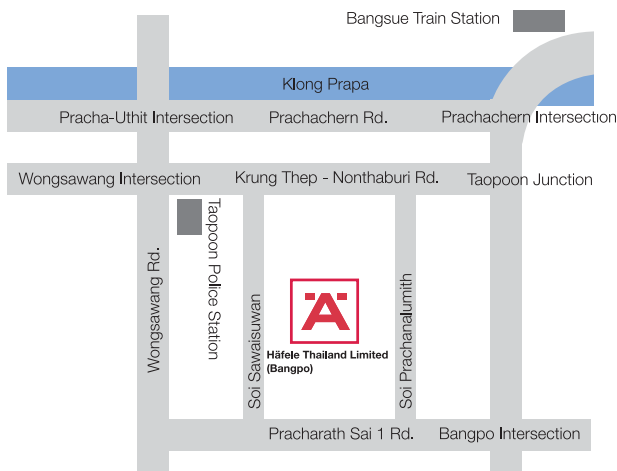 Bangsue Train Station
Klong Prapa
Pracha-Uthit Intersection
Prachachern Rd.
Prachachern Intersection
Wongsawang Intersection
Krung Thep - Nonthaburi Rd.
Taopoon Junction
Taopoon Police Station
Wongsawang Rd.
Soi Sawaisuwan
Ä
Häfele Thailand Limited
(Bangpo)
Soi Prachanalumith
Pracharath Sai 1 Rd.
Bangpo Intersection